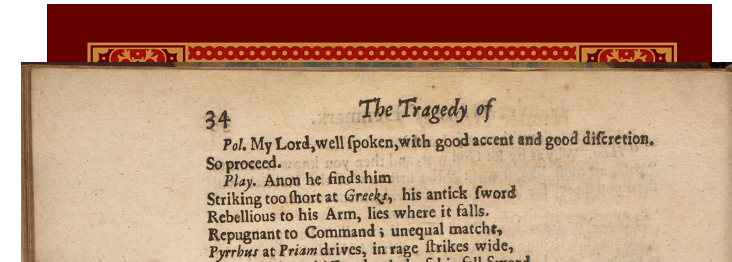 34
The Tragedy of
Pol. My Lord,well ſpoken,with good accent and good diſcretion.
So proceed.
Play. Anon he finds him
Striking too ſhort at Greeks, his antick ſword
Rebellious to his Arm, lies where it falls.
Repugnant to Command; unequal matcht,
Pyrrhus at Priam drives, in rage ſtrikes wide,